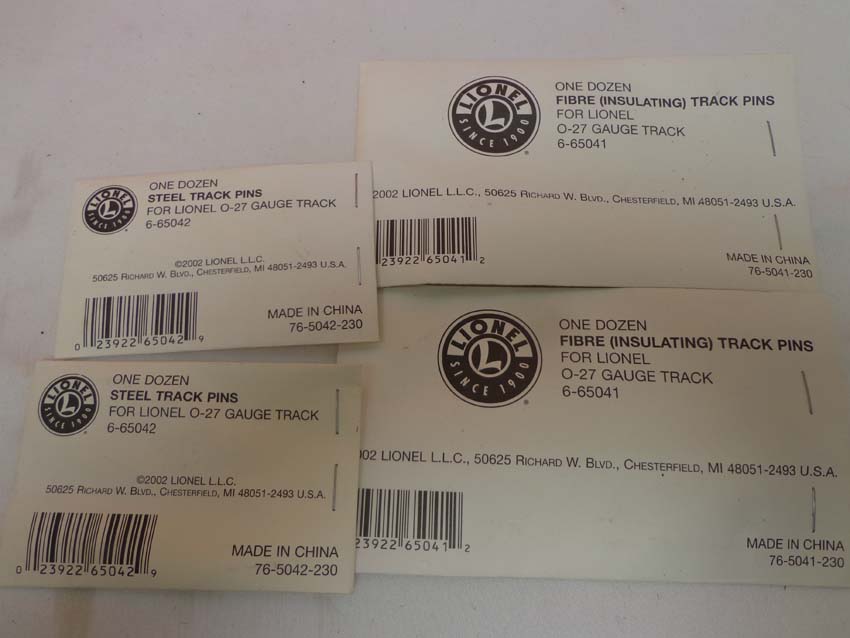 LIONEL
L
SINCE 1900
ONE DOZEN
STEEL TRACK PINS
FOR LIONEL O-27 GAUGE TRACK
6-65042
©2002 LIONEL L.L.C.
50625 RICHARD W. BLVD., CHESTERFIELD, MI 48051-2493 U.S.A.
0 23922 65042 9
MADE IN CHINA
76-5042-230
LIONEL
L
SINCE 1900
ONE DOZEN
FIBRE (INSULATING) TRACK PINS
FOR LIONEL
O-27 GAUGE TRACK
6-65041
2002 LIONEL L.L.C., 50625 RICHARD W. BLVD., CHESTERFIELD, MI 48051-2493 U.S.A.
23922 65041 2
MADE IN CHINA
76-5041-230
LIONEL
L
SINCE 1900
ONE DOZEN
STEEL TRACK PINS
FOR LIONEL O-27 GAUGE TRACK
6-65042
©2002 LIONEL L.L.C.
50625 RICHARD W. BLVD., CHESTERFIELD, MI 48051-2493 U.S.A.
0 23922 65042 9
MADE IN CHINA
76-5042-230
LIONEL
L
SINCE 1900
ONE DOZEN
FIBRE (INSULATING) TRACK PINS
FOR LIONEL
O-27 GAUGE TRACK
6-65041
02 LIONEL L.L.C., 50625 RICHARD W. BLVD., CHESTERFIELD, MI 48051-2493 U.S.A.
23922 65041 2
MADE IN CHINA
76-5041-230